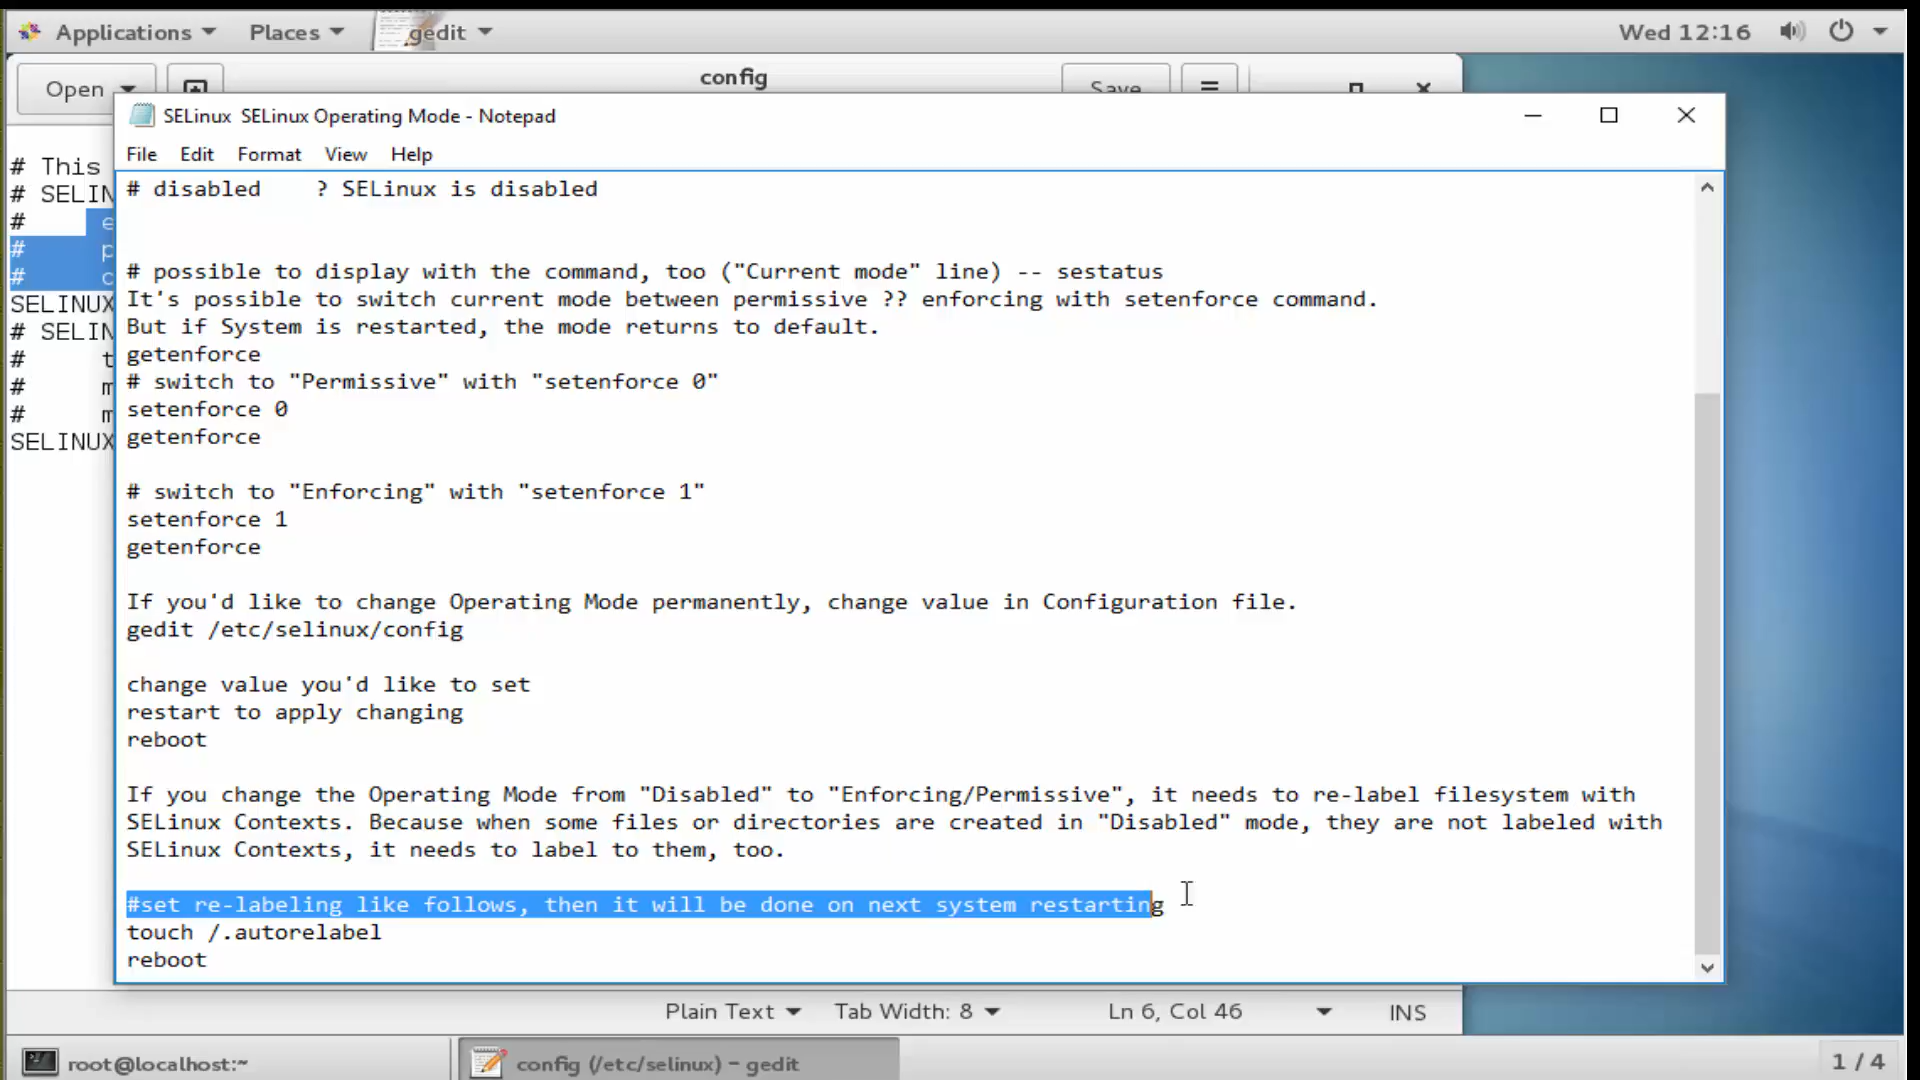 Applications Places gedit Wed 12:16
Open config Save
SELinux SELinux Operating Mode - Notepad
File Edit Format View Help
# This
# SELIN
# e
# p
#
SELINUX
# SELIN
# t
# m
# m
SELINUX
# disabled ? SELinux is disabled
# possible to display with the command, too ("Current mode" line) -- sestatus
It's possible to switch current mode between permissive ?? enforcing with setenforce command.
But if System is restarted, the mode returns to default.
getenforce
# switch to "Permissive" with "setenforce 0"
setenforce 0
getenforce
# switch to "Enforcing" with "setenforce 1"
setenforce 1
getenforce
If you'd like to change Operating Mode permanently, change value in Configuration file.
gedit /etc/selinux/config
change value you'd like to set
restart to apply changing
reboot
If you change the Operating Mode from "Disabled" to "Enforcing/Permissive", it needs to re-label filesystem with
SELinux Contexts. Because when some files or directories are created in "Disabled" mode, they are not labeled with
SELinux Contexts, it needs to label to them, too.
#set re-labeling like follows, then it will be done on next system restarting
touch /.autorelabel
reboot
Plain Text Tab Width: 8 Ln 6, Col 46 INS
root@localhost:~ config (/etc/selinux) – gedit 1 / 4